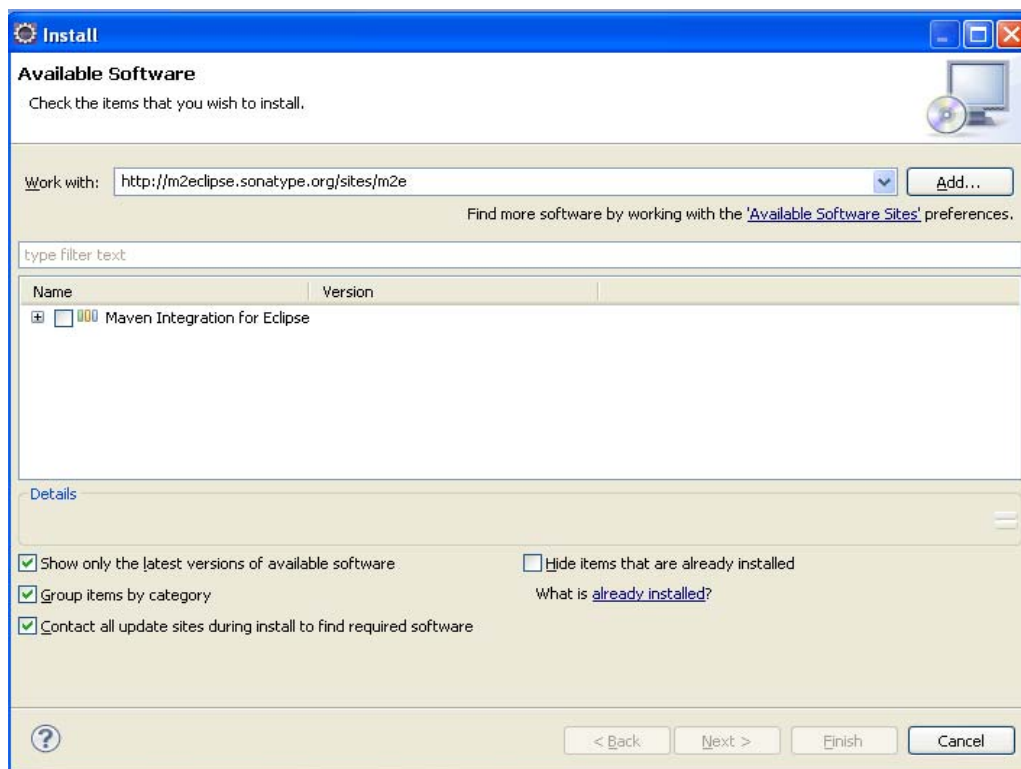 Install
Available Software
Check the items that you wish to install.
Work with: http://m2eclipse.sonatype.org/sites/m2e Add...
Find more software by working with the 'Available Software Sites' preferences.
type filter text
Name Version
Maven Integration for Eclipse
Details
Show only the latest versions of available software Hide items that are already installed
Group items by category What is already installed?
Contact all update sites during install to find required software
? < Back Next > Finish Cancel